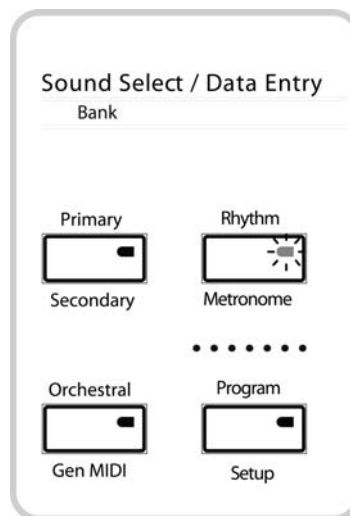 Sound Select / Data Entry
Bank
Primary Rhythm
Secondary Metronome
Orchestral Program
Gen MIDI Setup